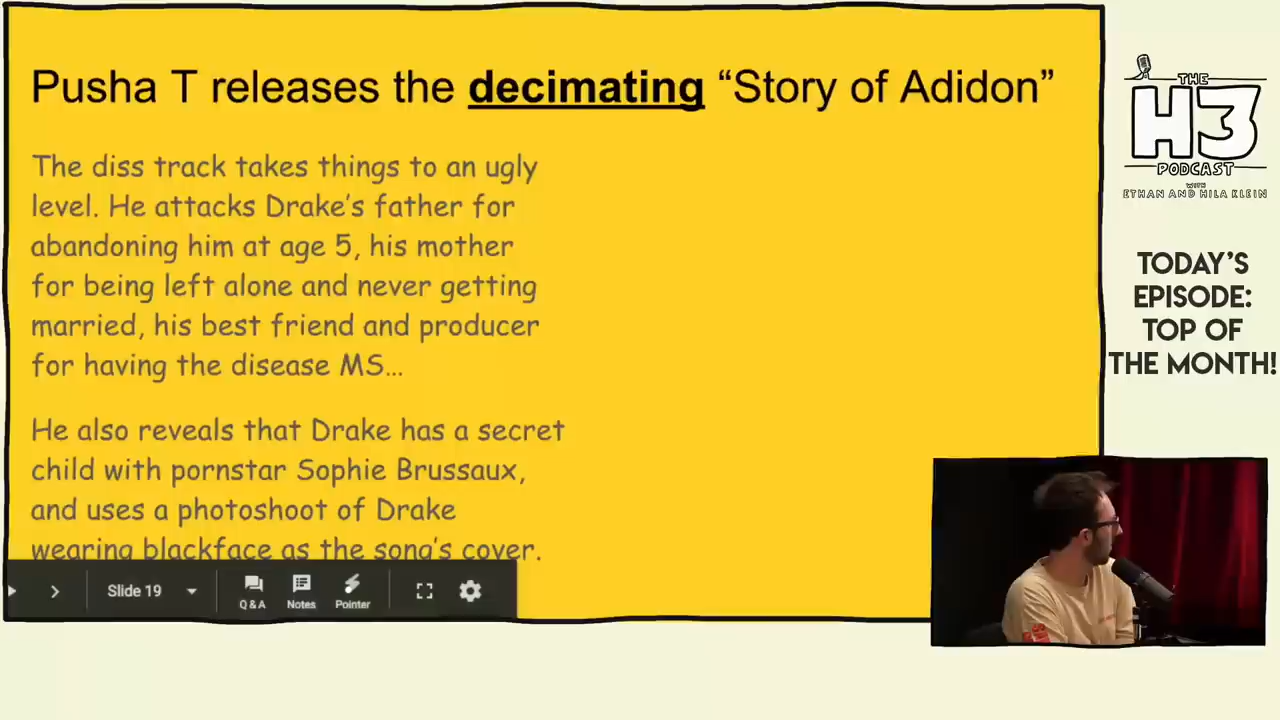 Pusha T releases the decimating “Story of Adidon”
The diss track takes things to an ugly
level. He attacks Drake’s father for
abandoning him at age 5, his mother
for being left alone and never getting
married, his best friend and producer
for having the disease MS...
He also reveals that Drake has a secret
child with pornstar Sophie Brussaux,
and uses a photoshoot of Drake
wearing blackface as the song’s cover.
Slide 19
Q & A
Notes
Pointer
THE
H3
PODCAST
WITH
ETHAN AND HILA KLEIN
TODAY’S
EPISODE:
TOP OF
THE MONTH!